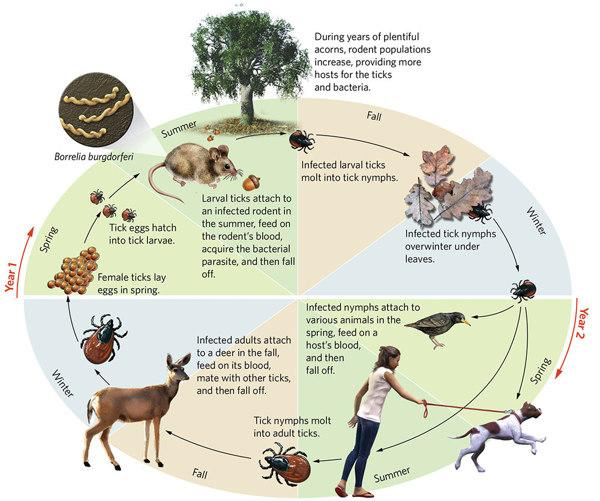 During years of plentiful
acorns, rodent populations
increase, providing more
hosts for the ticks
and bacteria.
Borrelia burgdorferi
Summer
Fall
Infected larval ticks
molt into tick nymphs.
Larval ticks attach to
an infected rodent in
the summer, feed on
the rodent's blood,
acquire the bacterial
parasite, and then fall
off.
Winter
Infected tick nymphs
overwinter under
leaves.
Spring
Tick eggs hatch
into tick larvae.
Year 1
Female ticks lay
eggs in spring.
Infected nymphs attach to
various animals in the
spring, feed on a
host's blood,
and then
fall off.
Year 2
Spring
Infected adults attach
to a deer in the fall,
feed on its blood,
mate with other ticks,
and then fall off.
Winter
Tick nymphs molt
into adult ticks.
Fall
Summer